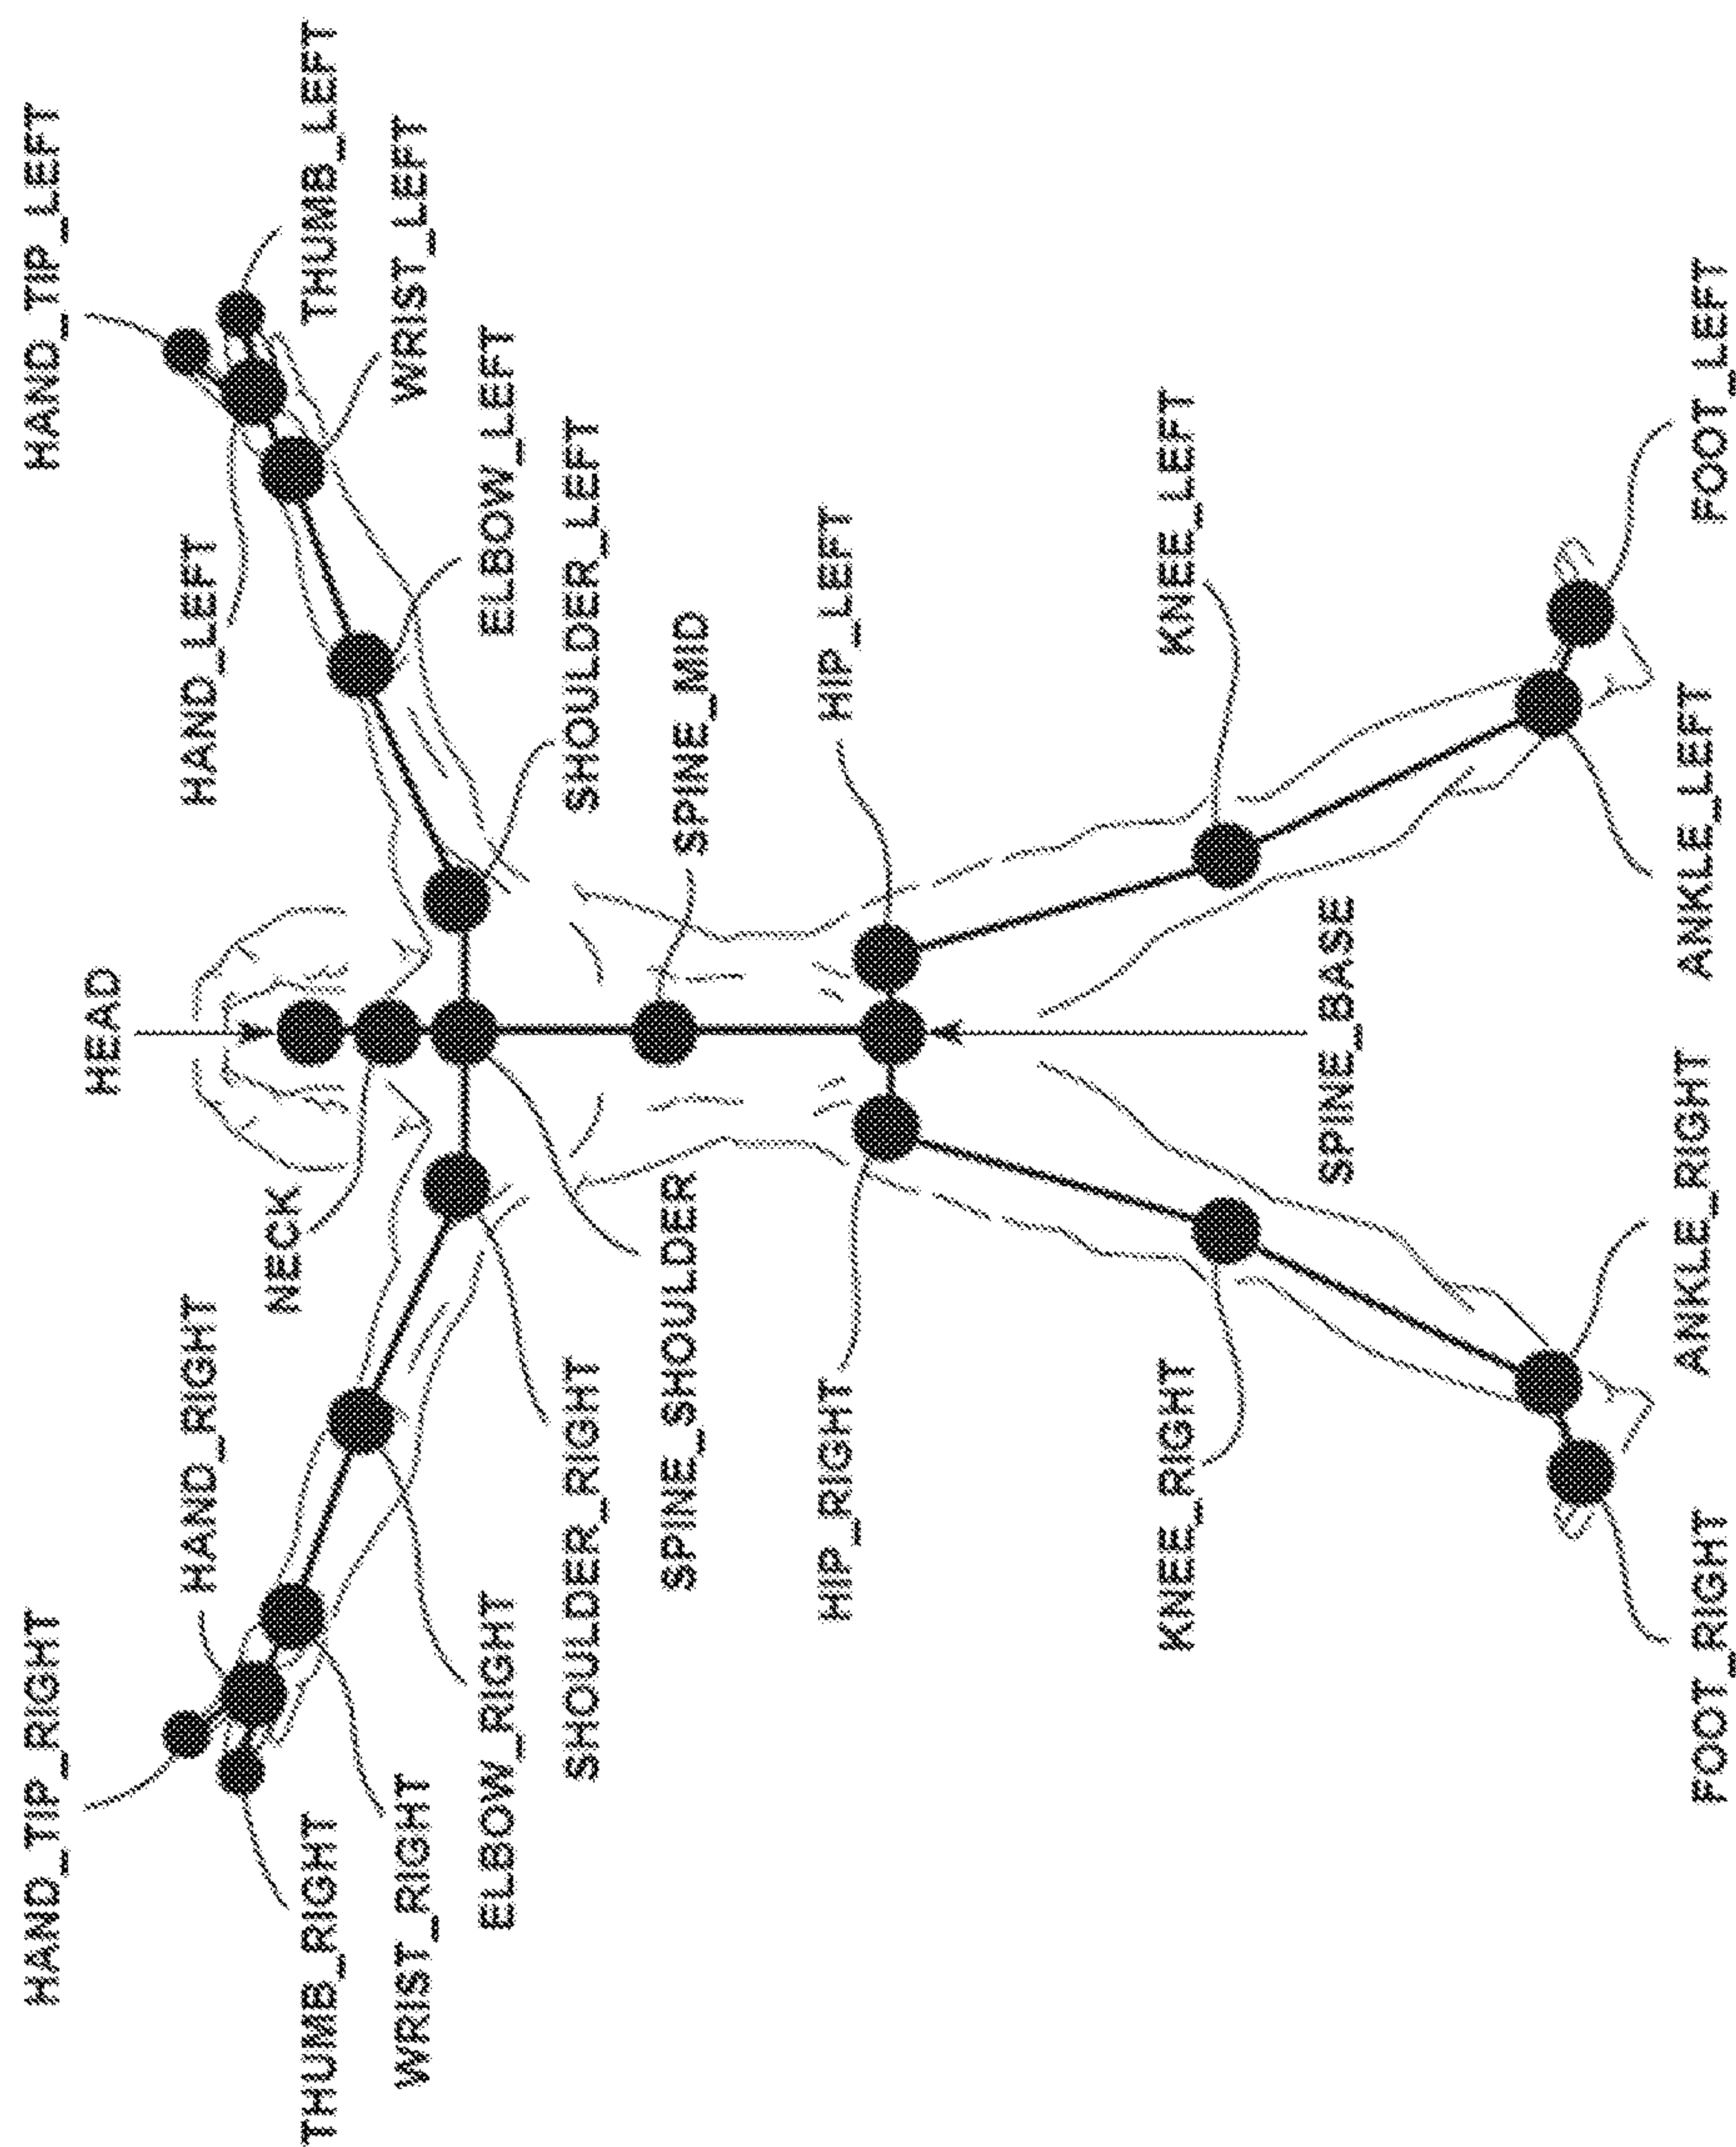 HAND_TIP_RIGHT
HAND_TIP_LEFT
HEAD
HAND_RIGHT
HAND_LEFT
NECK
THUMB_RIGHT
THUMB_LEFT
WRIST_RIGHT
WRIST_LEFT
ELBOW_RIGHT
ELBOW_LEFT
SHOULDER_RIGHT
SHOULDER_LEFT
SPINE_SHOULDER
SPINE_MID
HIP_RIGHT
HIP_LEFT
KNEE_RIGHT
KNEE_LEFT
SPINE_BASE
ANKLE_RIGHT
ANKLE_LEFT
FOOT_RIGHT
FOOT_LEFT